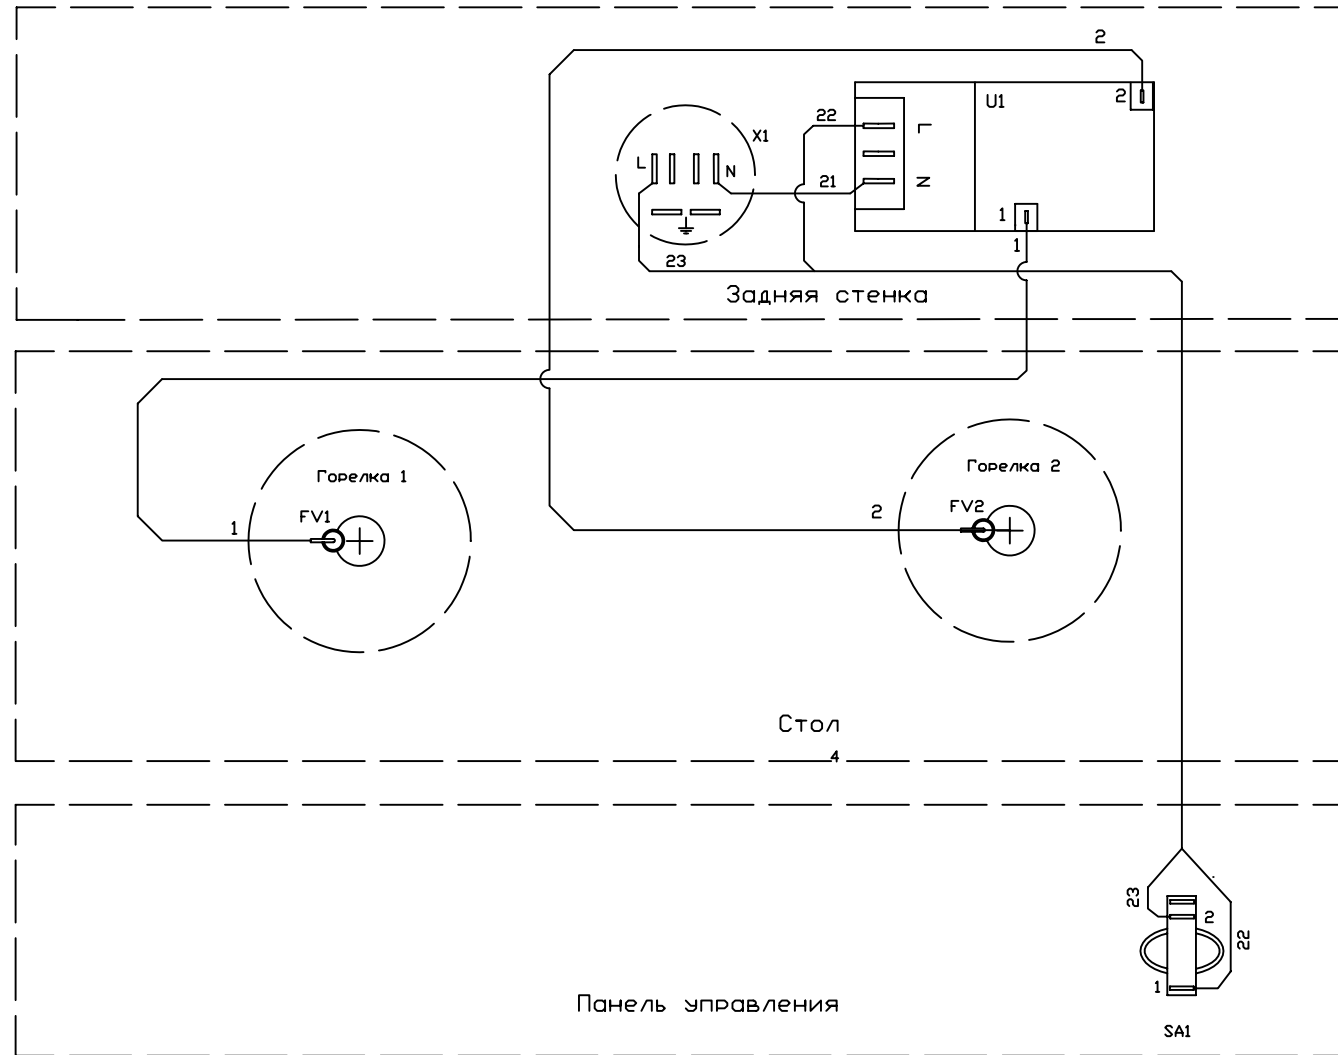 2
U1
2
22
L
X1
L
N
21
N
1
1
23
Задняя стенка
Горелка 1
Горелка 2
FV1
FV2
1
2
Стол
4
23
2
22
1
Панель управления
SA1